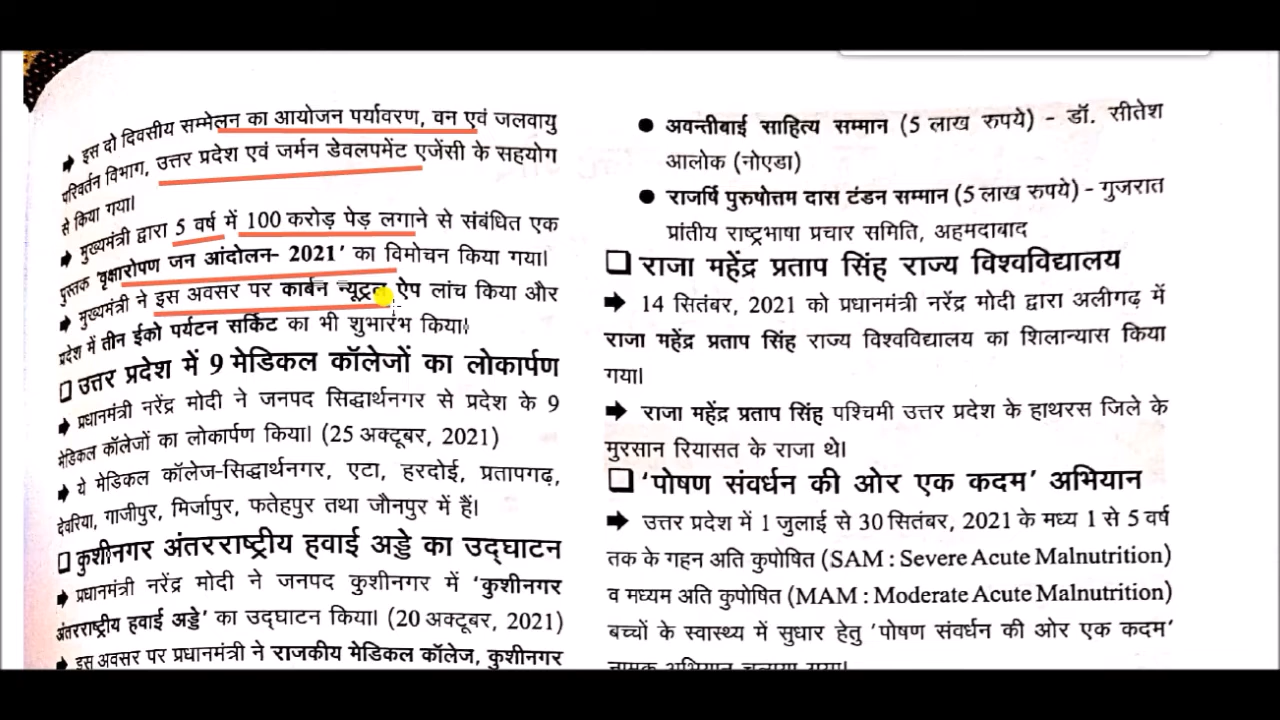 ➡ इस दो दिवसीय सम्मेलन का आयोजन पर्यावरण, वन एवं जलवायु
परिवर्तन विभाग, उत्तर प्रदेश एवं जर्मन डेवलपमेंट एजेंसी के सहयोग
से किया गया।
➡ मुख्यमंत्री द्वारा 5 वर्ष में 100 करोड़ पेड़ लगाने से संबंधित एक
पुस्तक 'वृक्षारोपण जन आंदोलन- 2021' का विमोचन किया गया।
➡ मुख्यमंत्री ने इस अवसर पर कार्बन न्यूट्रल ऐप लांच किया और
प्रदेश में तीन ईको पर्यटन सर्किट का भी शुभारंभ किया।
❑ उत्तर प्रदेश में 9 मेडिकल कॉलेजों का लोकार्पण
➡ प्रधानमंत्री नरेंद्र मोदी ने जनपद सिद्धार्थनगर से प्रदेश के 9
मेडिकल कॉलेजों का लोकार्पण किया। (25 अक्टूबर, 2021)
➡ ये मेडिकल कॉलेज-सिद्धार्थनगर, एटा, हरदोई, प्रतापगढ़,
देवरिया, गाजीपुर, मिर्जापुर, फतेहपुर तथा जौनपुर में हैं।
❑ कुशीनगर अंतरराष्ट्रीय हवाई अड्डे का उद्घाटन
➡ प्रधानमंत्री नरेंद्र मोदी ने जनपद कुशीनगर में 'कुशीनगर
अंतरराष्ट्रीय हवाई अड्डे' का उद्घाटन किया। (20 अक्टूबर, 2021)
➡ इस अवसर पर प्रधानमंत्री ने राजकीय मेडिकल कॉलेज, कुशीनगर
● अवन्तीबाई साहित्य सम्मान (5 लाख रुपये) - डॉ. सीतेश
आलोक (नोएडा)
● राजर्षि पुरुषोत्तम दास टंडन सम्मान (5 लाख रुपये) - गुजरात
प्रांतीय राष्ट्रभाषा प्रचार समिति, अहमदाबाद
❑ राजा महेंद्र प्रताप सिंह राज्य विश्वविद्यालय
➡ 14 सितंबर, 2021 को प्रधानमंत्री नरेंद्र मोदी द्वारा अलीगढ़ में
राजा महेंद्र प्रताप सिंह राज्य विश्वविद्यालय का शिलान्यास किया
गया।
➡ राजा महेंद्र प्रताप सिंह पश्चिमी उत्तर प्रदेश के हाथरस जिले के
मुरसान रियासत के राजा थे।
❑ 'पोषण संवर्धन की ओर एक कदम' अभियान
➡ उत्तर प्रदेश में 1 जुलाई से 30 सितंबर, 2021 के मध्य 1 से 5 वर्ष
तक के गहन अति कुपोषित (SAM : Severe Acute Malnutrition)
व मध्यम अति कुपोषित (MAM : Moderate Acute Malnutrition)
बच्चों के स्वास्थ्य में सुधार हेतु 'पोषण संवर्धन की ओर एक कदम'
नामक अभियान चलाया गया।